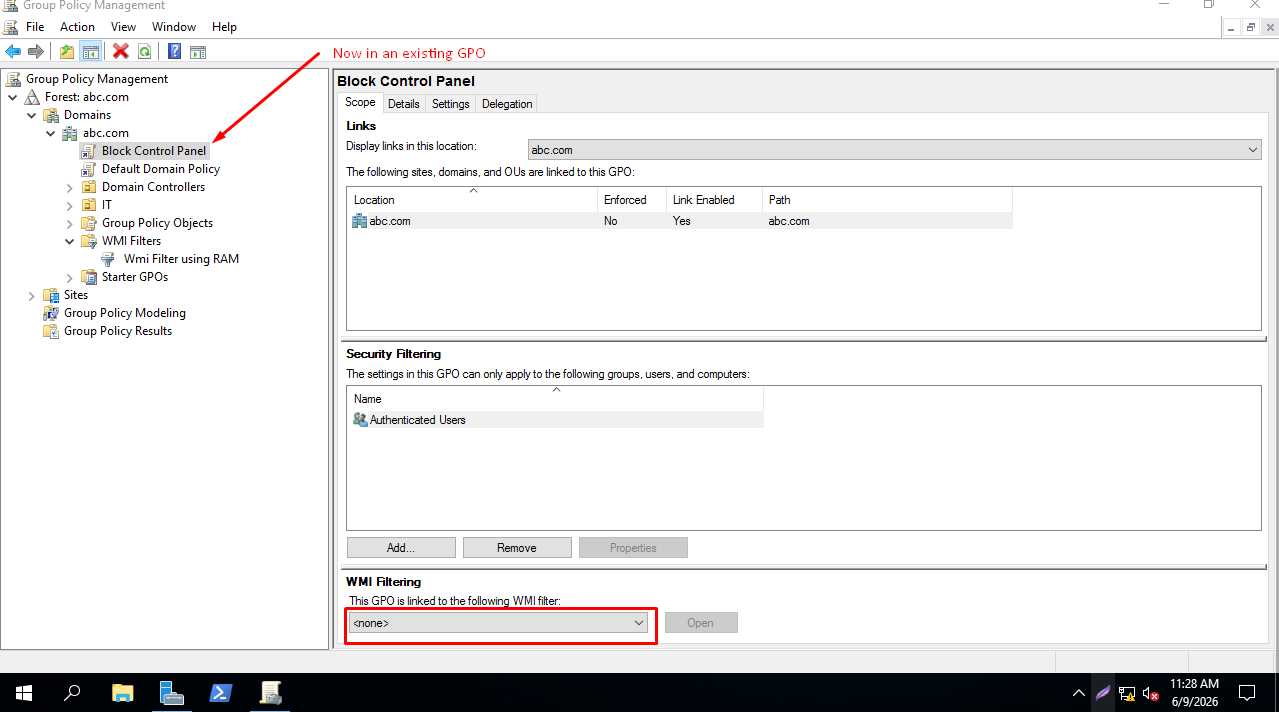 Group Policy Management
File Action View Window Help
Now in an existing GPO
Group Policy Management
Forest: abc.com
Domains
abc.com
Block Control Panel
Default Domain Policy
Domain Controllers
IT
Group Policy Objects
WMI Filters
Wmi Filter using RAM
Starter GPOs
Sites
Group Policy Modeling
Group Policy Results
Block Control Panel
Scope Details Settings Delegation
Links
Display links in this location: abc.com
The following sites, domains, and OUs are linked to this GPO:
Location Enforced Link Enabled Path
abc.com No Yes abc.com
Security Filtering
The settings in this GPO can only apply to the following groups, users, and computers:
Name
Authenticated Users
Add... Remove Properties
WMI Filtering
This GPO is linked to the following WMI filter:
<none> Open
11:28 AM
6/9/2026